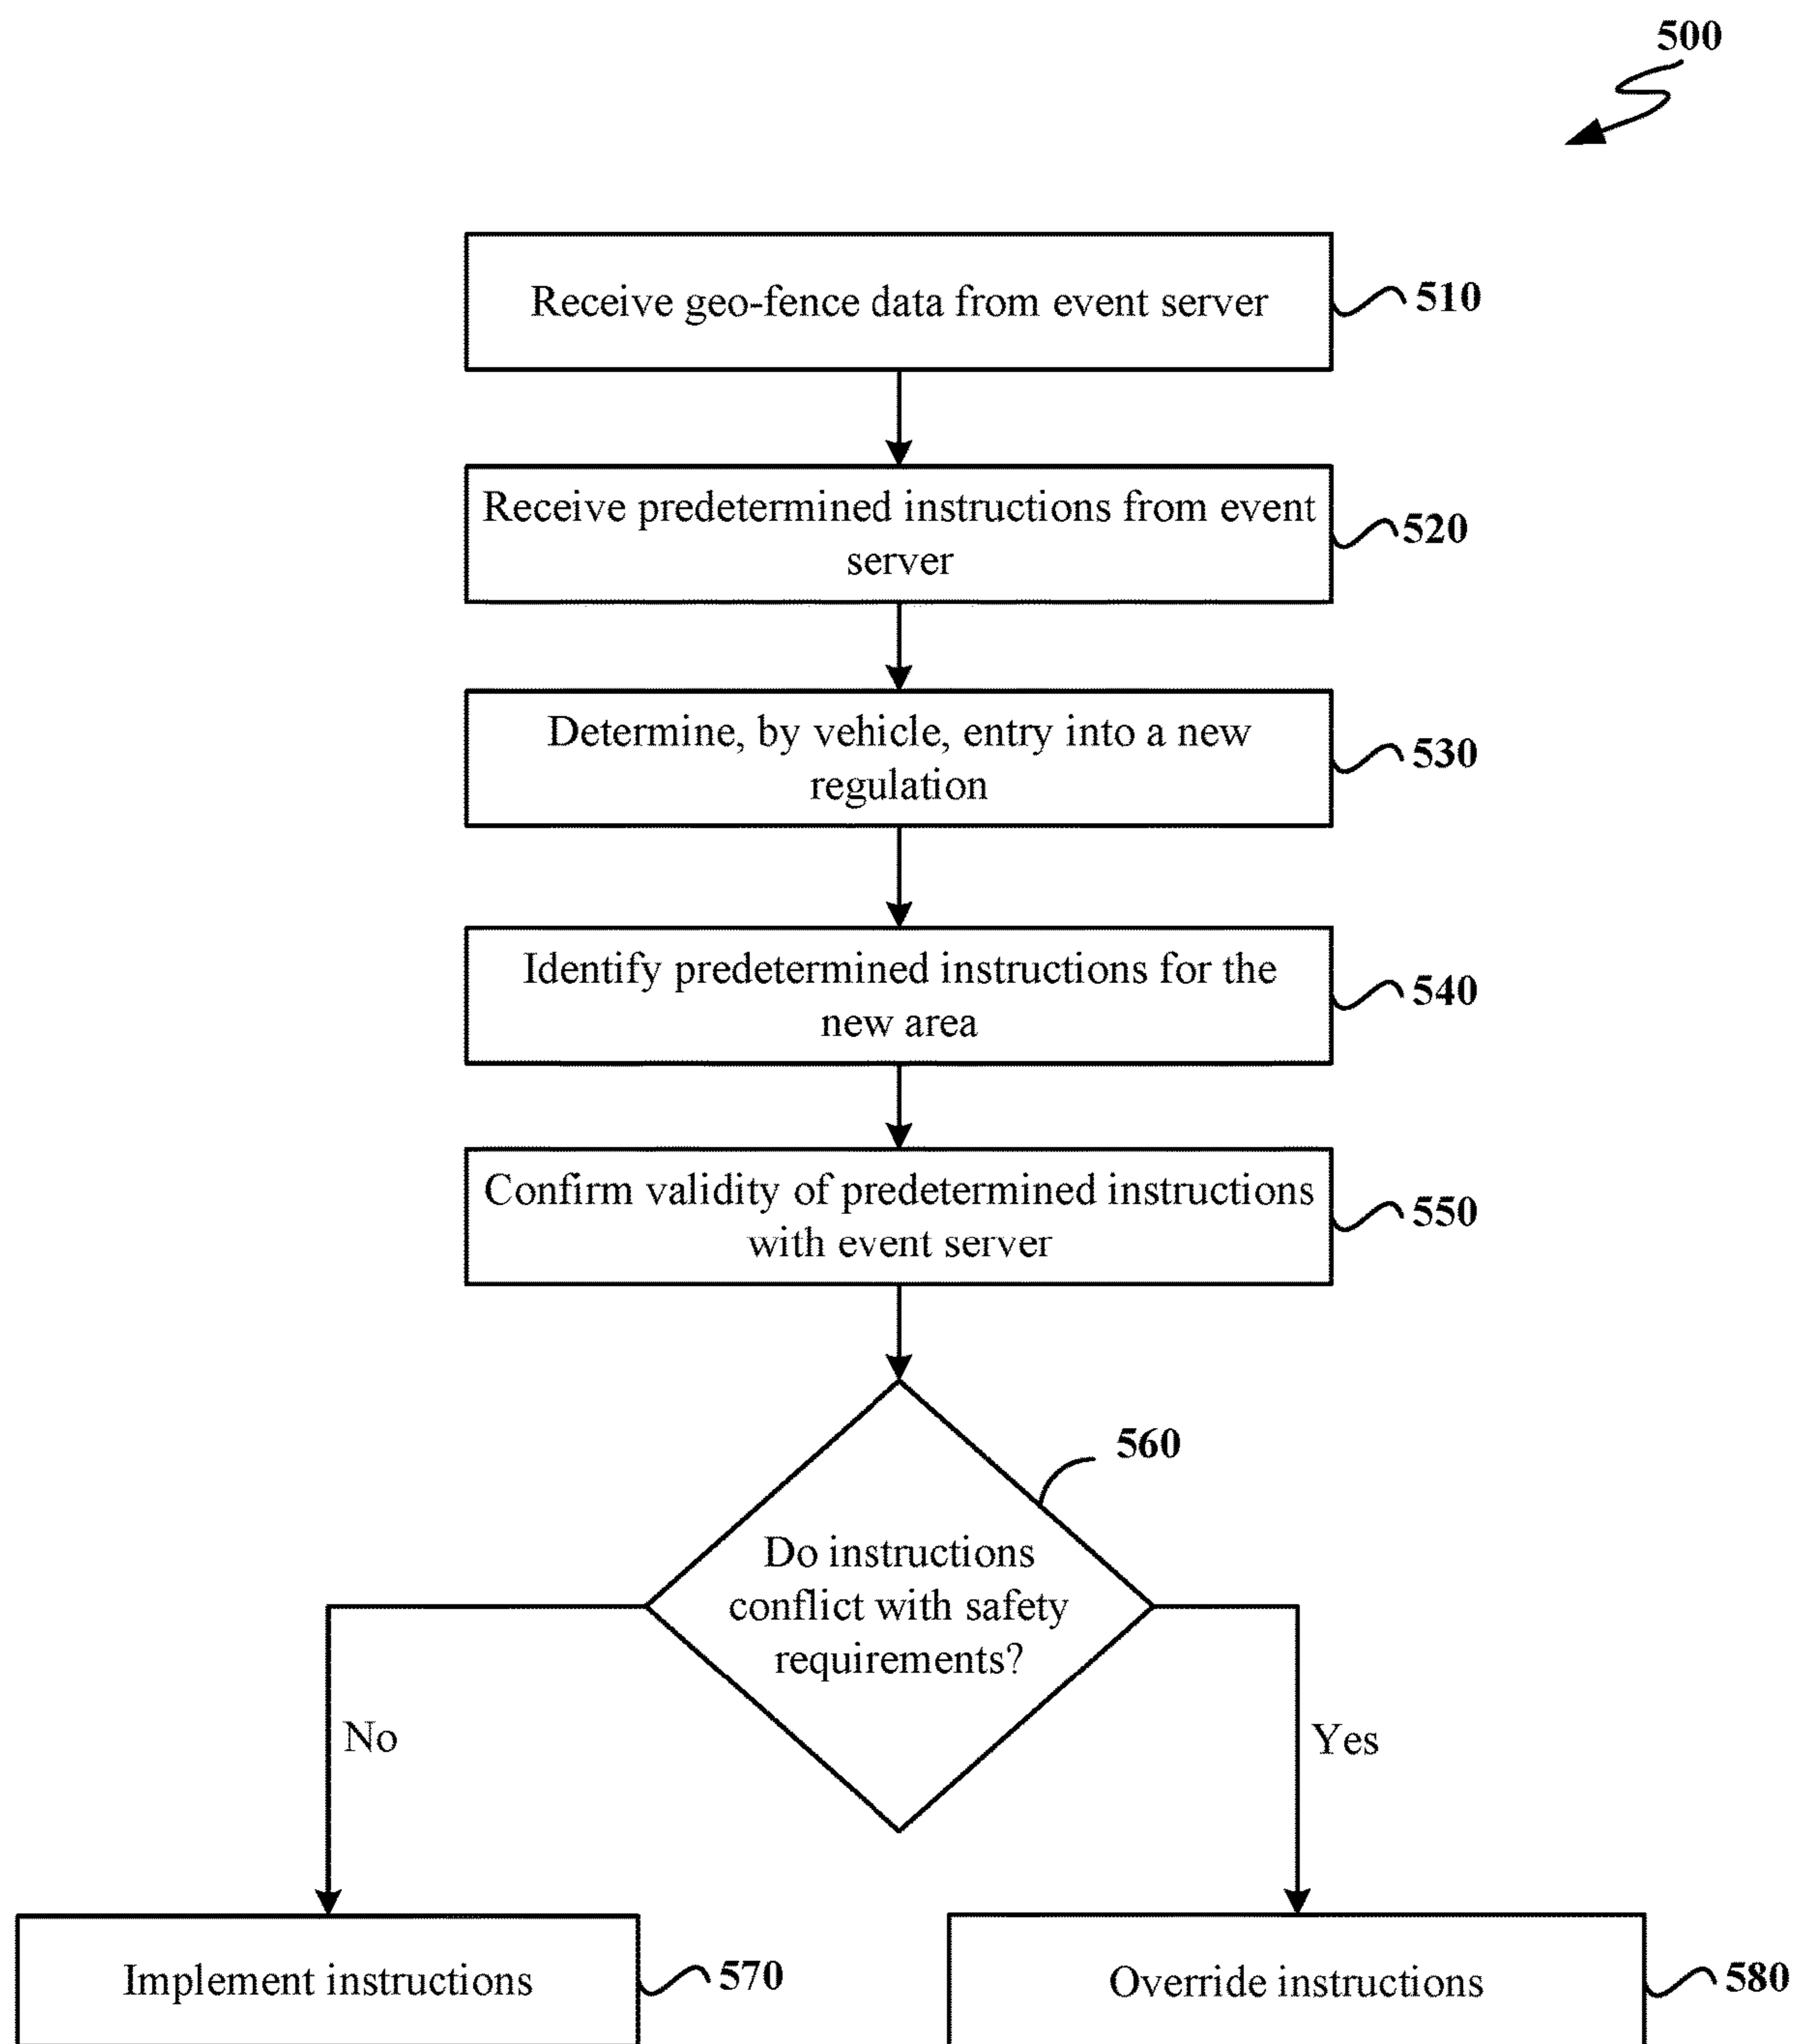 500
Receive geo-fence data from event server
510
Receive predetermined instructions from event
server
520
Determine, by vehicle, entry into a new
regulation
530
Identify predetermined instructions for the
new area
540
Confirm validity of predetermined instructions
with event server
550
560
Do instructions
conflict with safety
requirements?
No
Yes
Implement instructions
570
Override instructions
580